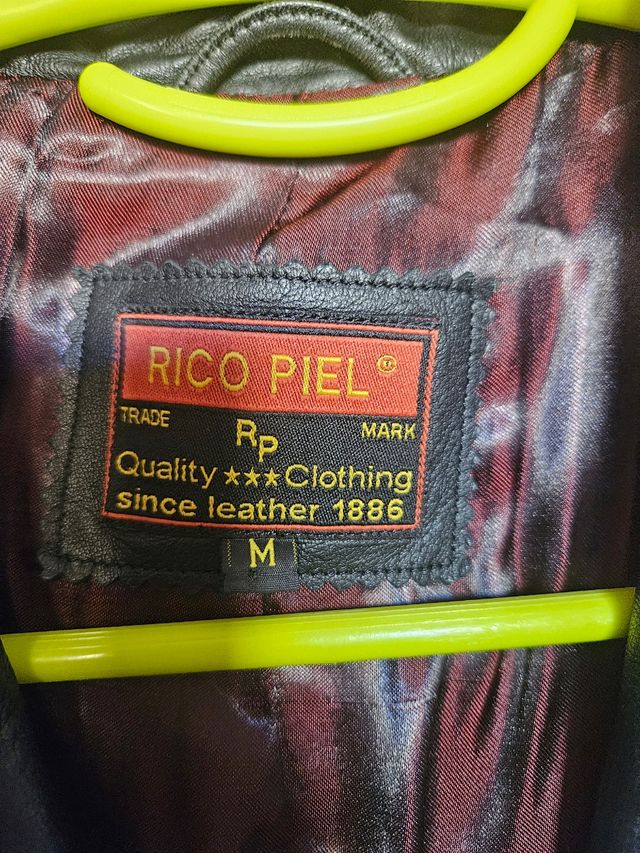 RICO PIEL ®
TRADE MARK
RP
Quality ★★★ Clothing
since leather 1886
M